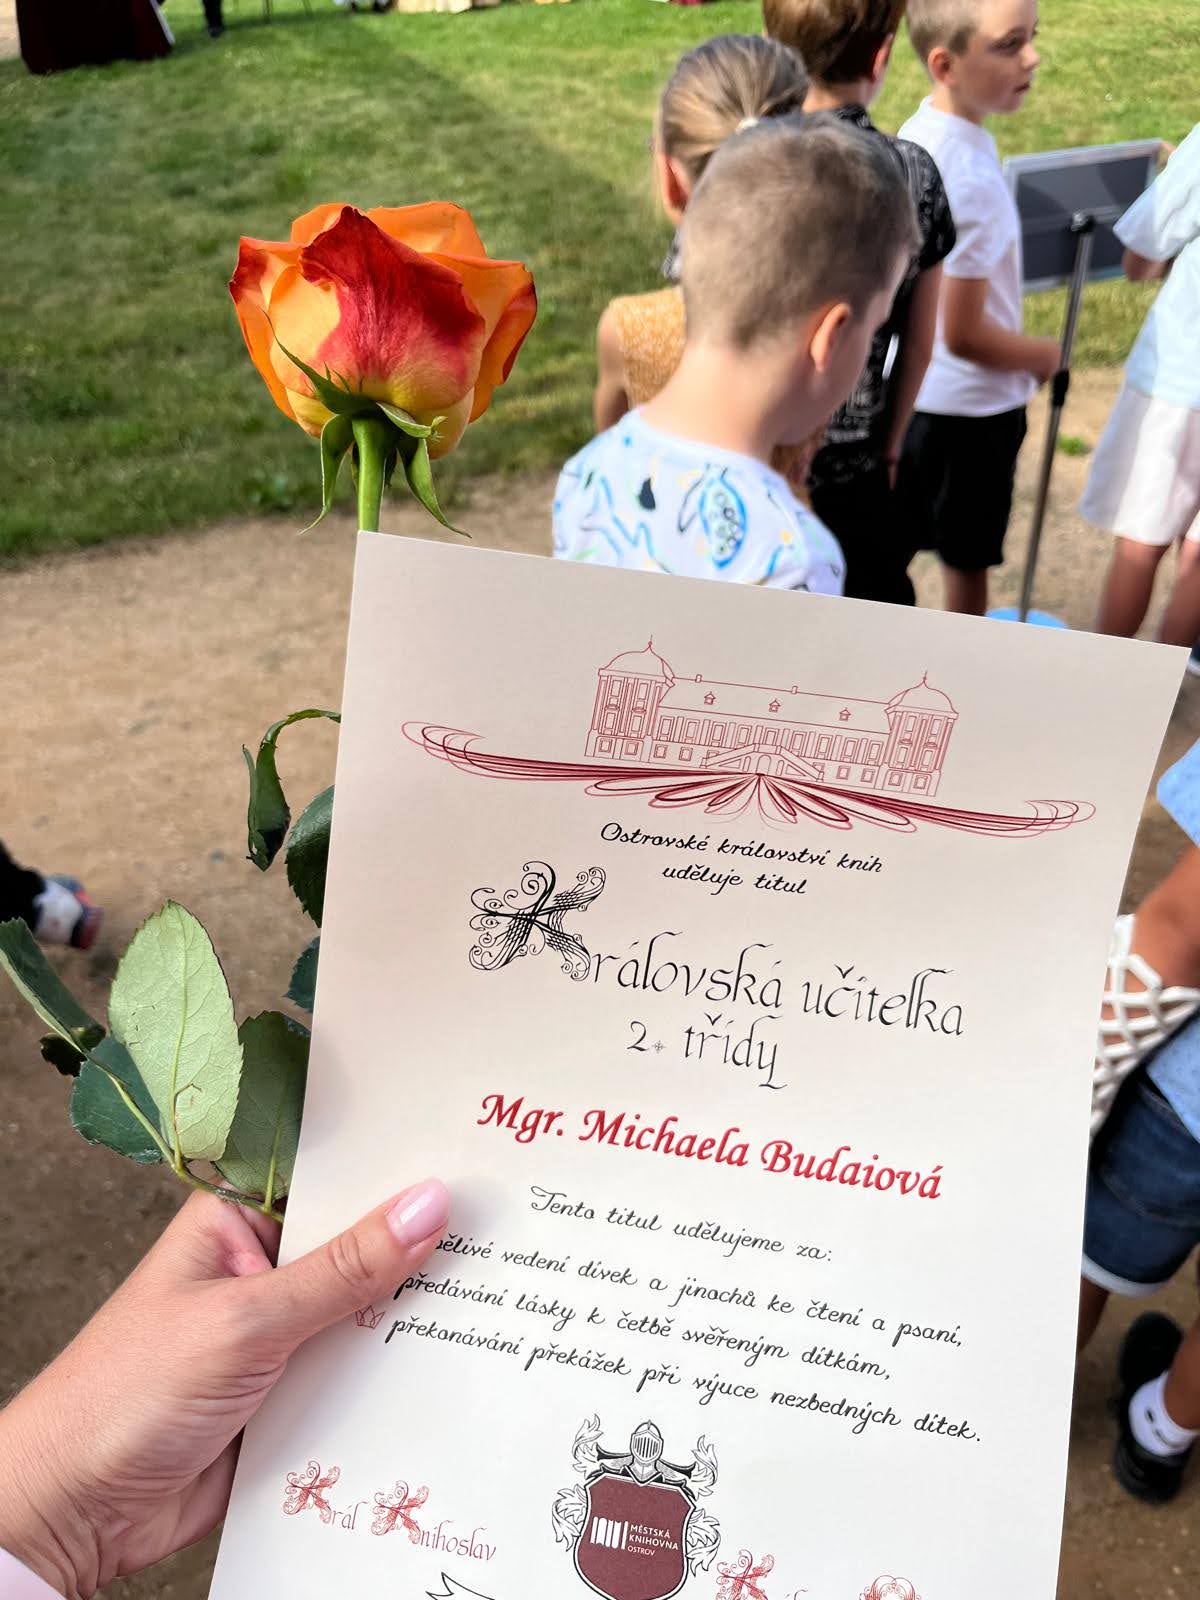 Ostrovské království knih
uděluje titul
Královská učitelka
2. třídy
Mgr. Michaela Budaiová
Tento titul udělujeme za:
vedení dívek a jinochů ke čtení a psaní,
předávání lásky k četbě svěřeným dítkám,
překonávání překážek při výuce nezbedných dítek.
Král Knihoslav
MĚSTSKÁ
KNIHOVNA
OSTROV